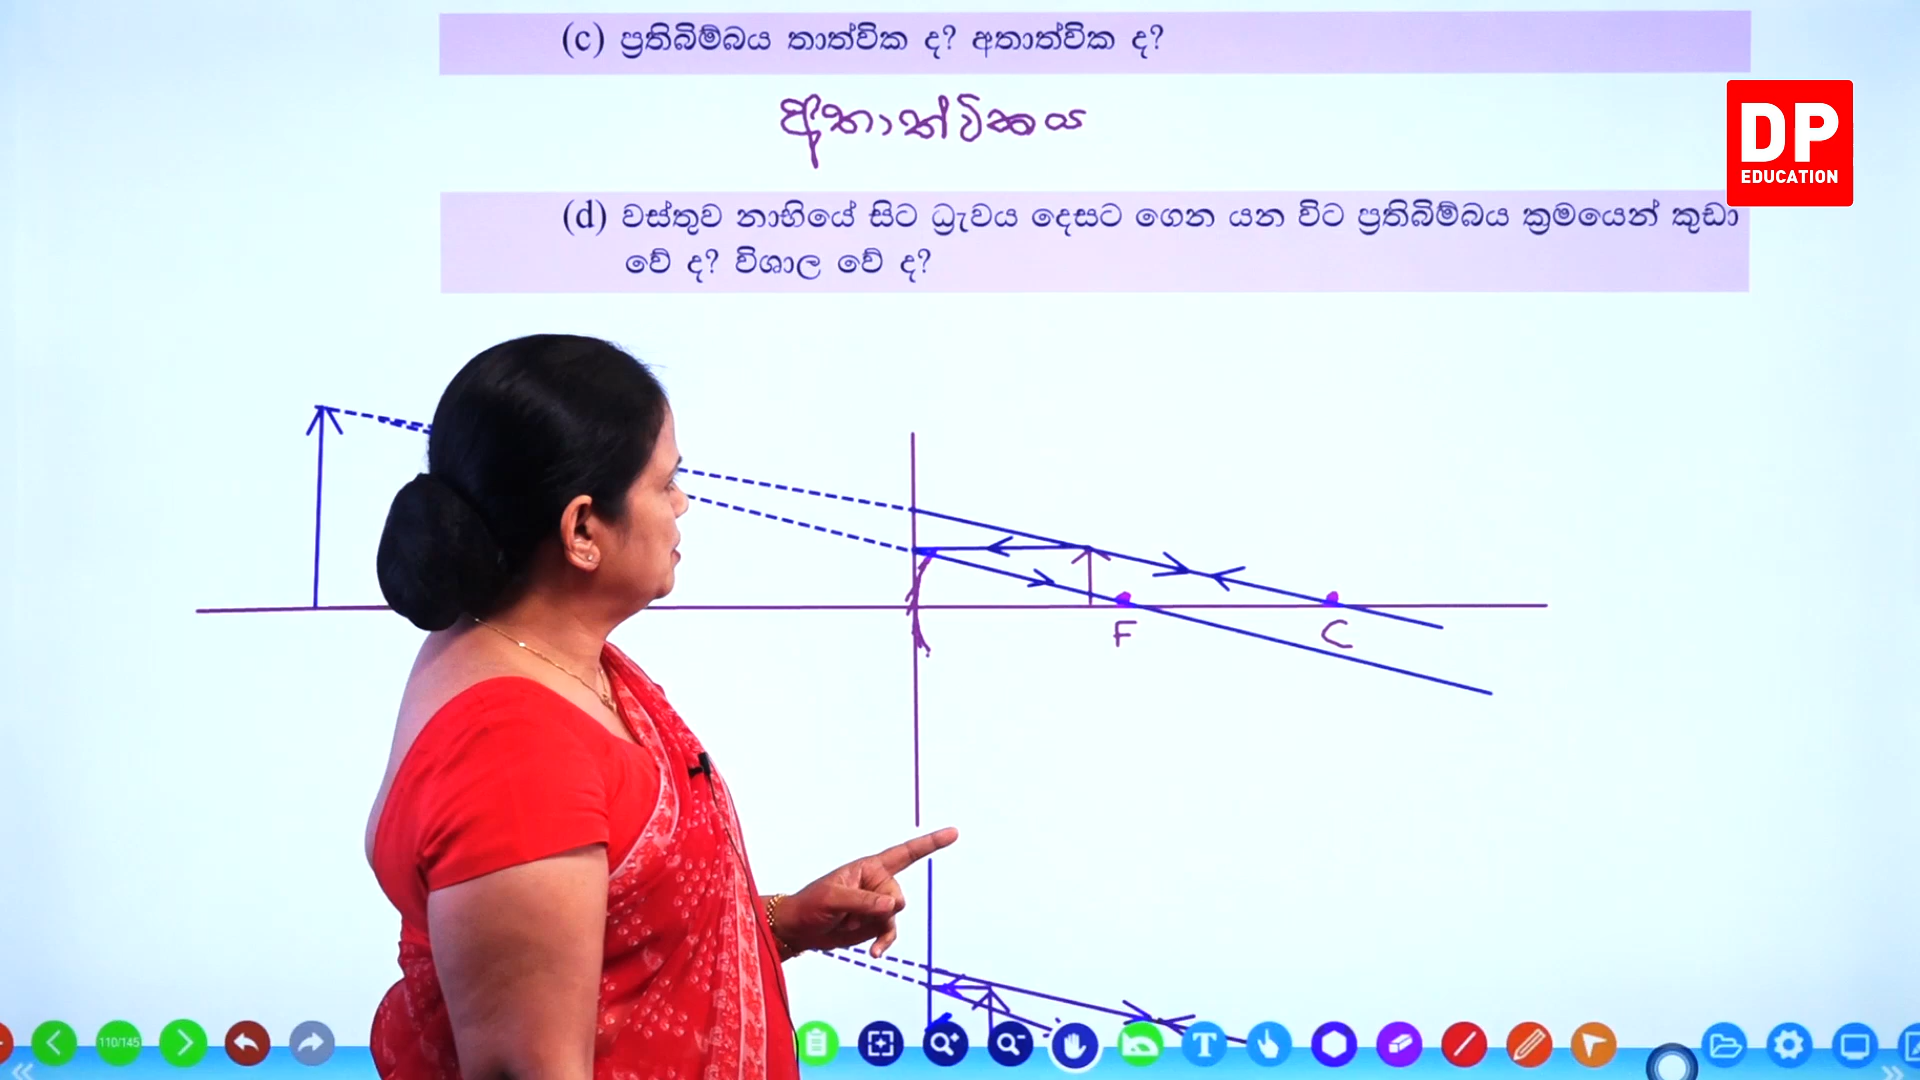 (c) ප්‍රතිබිම්බය තාත්වික ද? අතාත්වික ද?
අතාත්විකය
DP
EDUCATION
(d) වස්තුව නාභියේ සිට ධ්‍රැවය දෙසට ගෙන යන විට ප්‍රතිබිම්බය ක්‍රමයෙන් කුඩා
වේ ද? විශාල වේ ද?
F
C
110/145
T